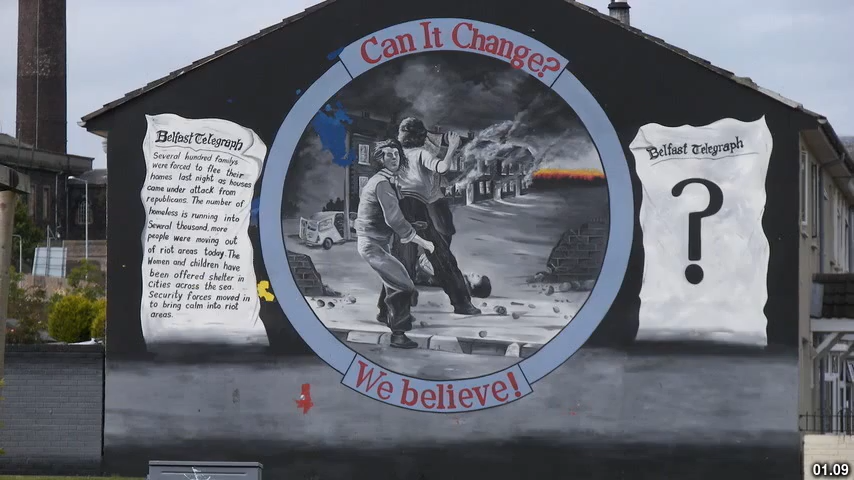 Can It Change?
Belfast Telegraph
Several hundred familys
were forced to flee their
homes last night as houses
came under attack from
republicans. The number of
homeless is running into
Several thousand, more
people were moving out
of riot areas today. The
Women and children have
been offered shelter in
cities across the sea.
Security forces moved in
to bring calm into riot
areas.
Belfast Telegraph
?
We believe!
01.09